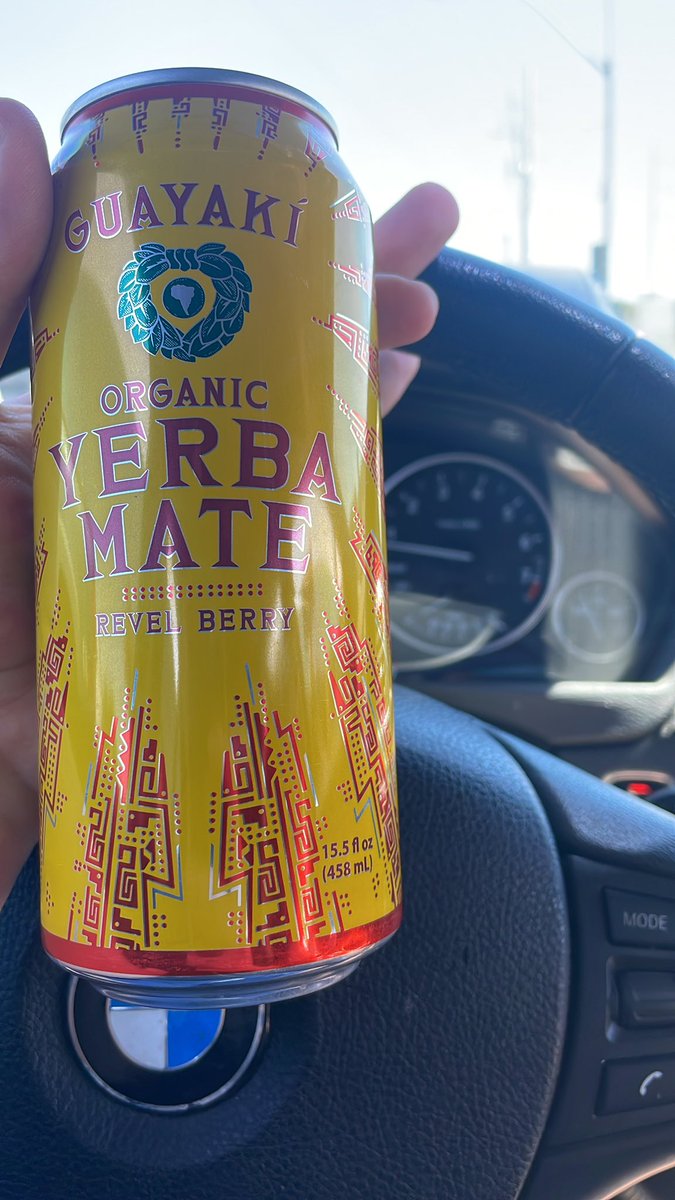 GUAYAKÍ
ORGANIC
YERBA
MATE
REVEL BERRY
15.5 fl oz
(458 mL)
MODE